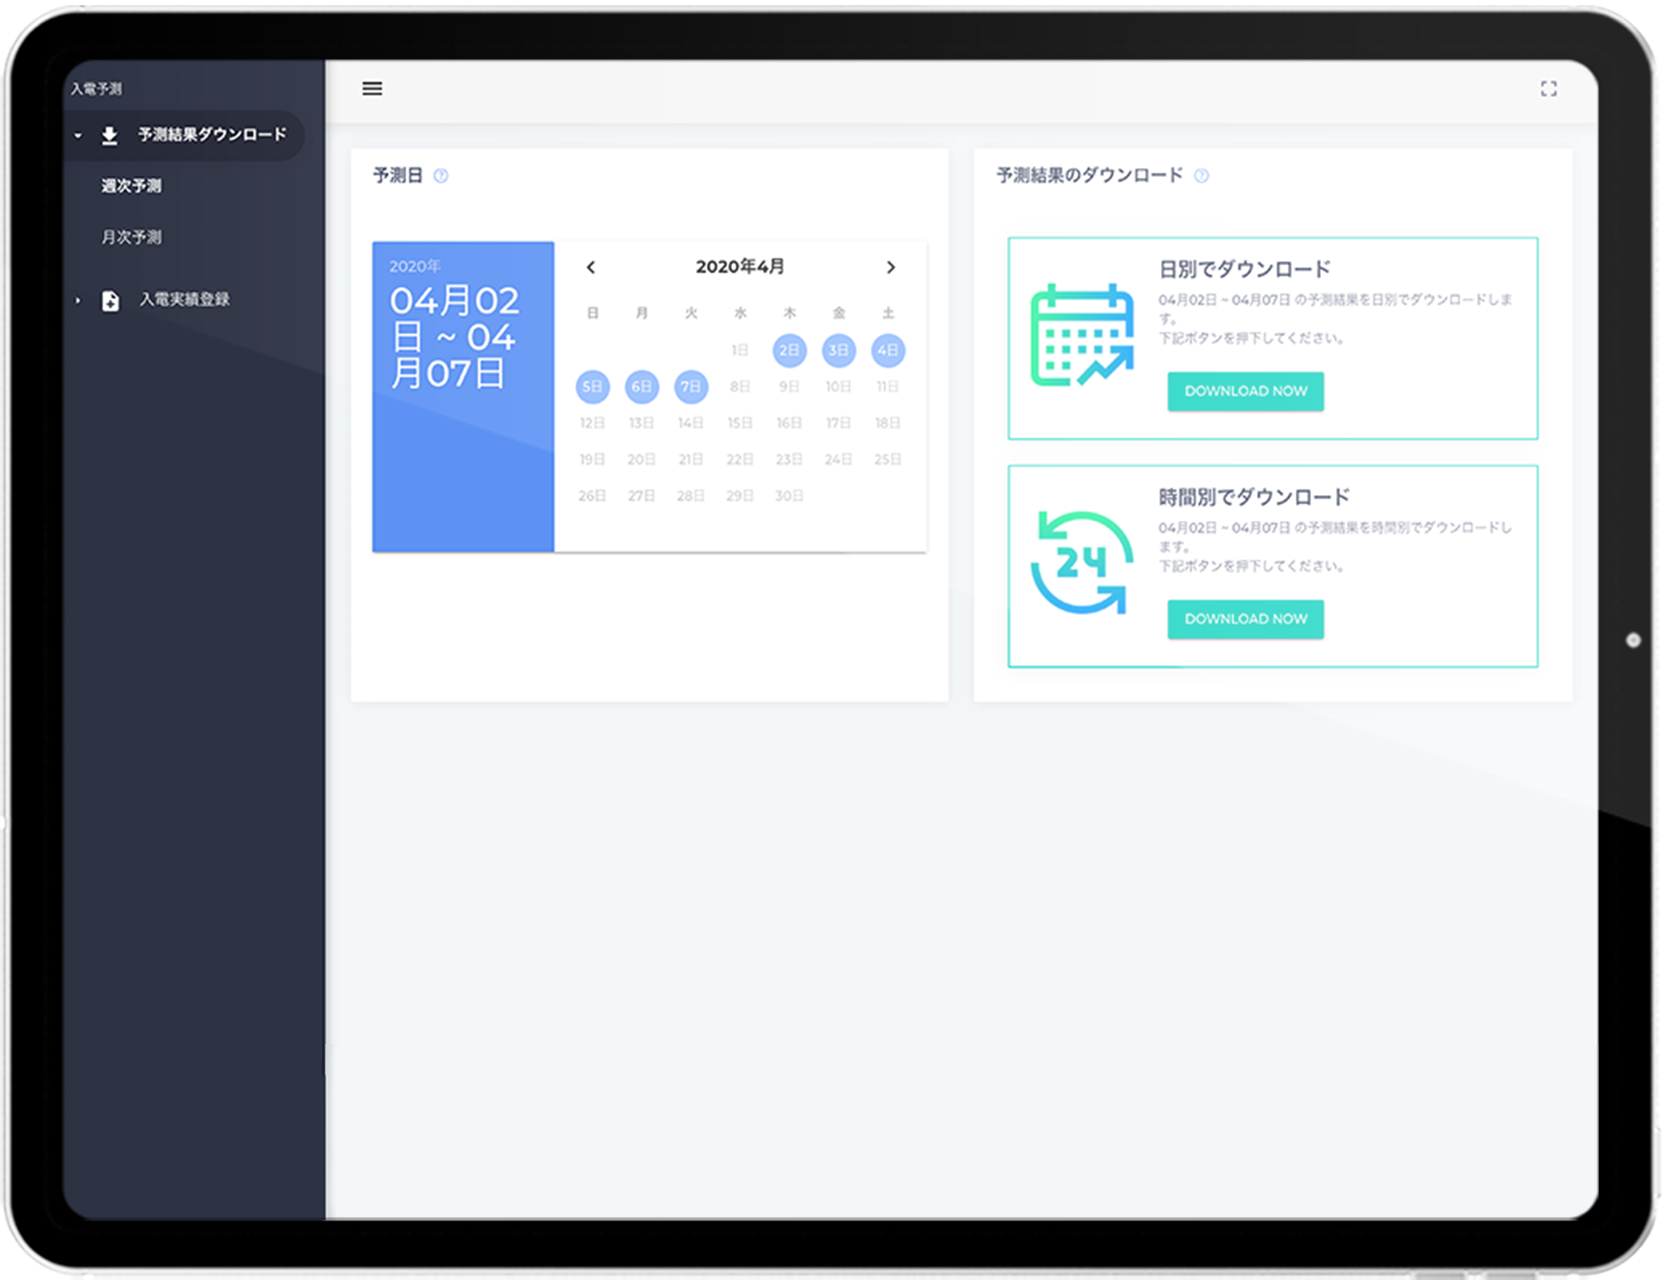 入電予測
予測結果ダウンロード
週次予測
月次予測
入電実績登録
予測日
2020年
04月02
日 ~ 04
月07日
2020年4月
日 月 火 水 木 金 土
1日 2日 3日 4日
5日 6日 7日 8日 9日 10日 11日
12日 13日 14日 15日 16日 17日 18日
19日 20日 21日 22日 23日 24日 25日
26日 27日 28日 29日 30日
予測結果のダウンロード
日別でダウンロード
04月02日 ~ 04月07日 の予測結果を日別でダウンロードしま
す。
下記ボタンを押下してください。
DOWNLOAD NOW
24
時間別でダウンロード
04月02日 ~ 04月07日 の予測結果を時間別でダウンロードし
ます。
下記ボタンを押下してください。
DOWNLOAD NOW